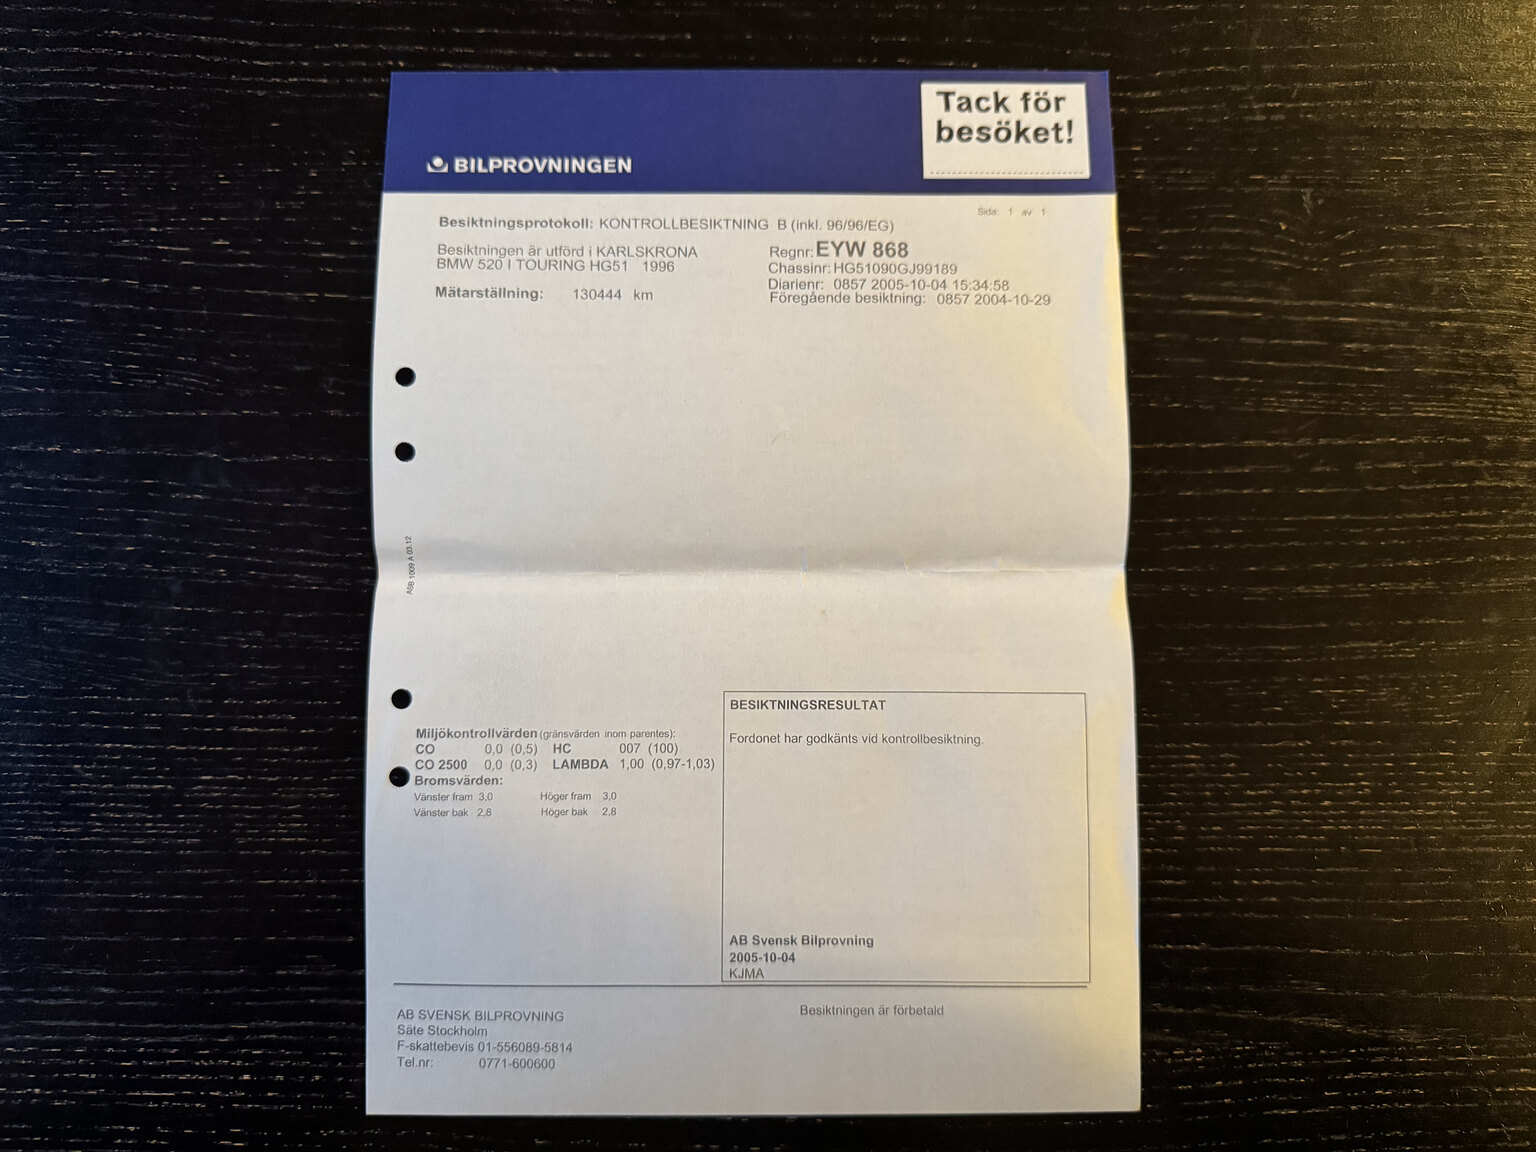 Tack för
besöket!
BILPROVNINGEN
Sida: 1 av 1
Besiktningsprotokoll: KONTROLLBESIKTNING B (inkl. 96/96/EG)
Besiktningen är utförd i KARLSKRONA
BMW 520 I TOURING HG51 1996
Mätarställning: 130444 km
Regnr: EYW 868
Chassinr: HG51090GJ99189
Diarienr: 0857 2005-10-04 15:34:58
Föregående besiktning: 0857 2004-10-29
ASB 1009 A 03.12
Miljökontrollvärden (gränsvärden inom parentes):
CO 0,0 (0,5) HC 007 (100)
CO 2500 0,0 (0,3) LAMBDA 1,00 (0,97-1,03)
Bromsvärden:
Vänster fram 3,0 Höger fram 3,0
Vänster bak 2,8 Höger bak 2,8
BESIKTNINGSRESULTAT
Fordonet har godkänts vid kontrollbesiktning.
AB Svensk Bilprovning
2005-10-04
KJMA
AB SVENSK BILPROVNING
Säte Stockholm
F-skattebevis 01-556089-5814
Tel.nr: 0771-600600
Besiktningen är förbetald